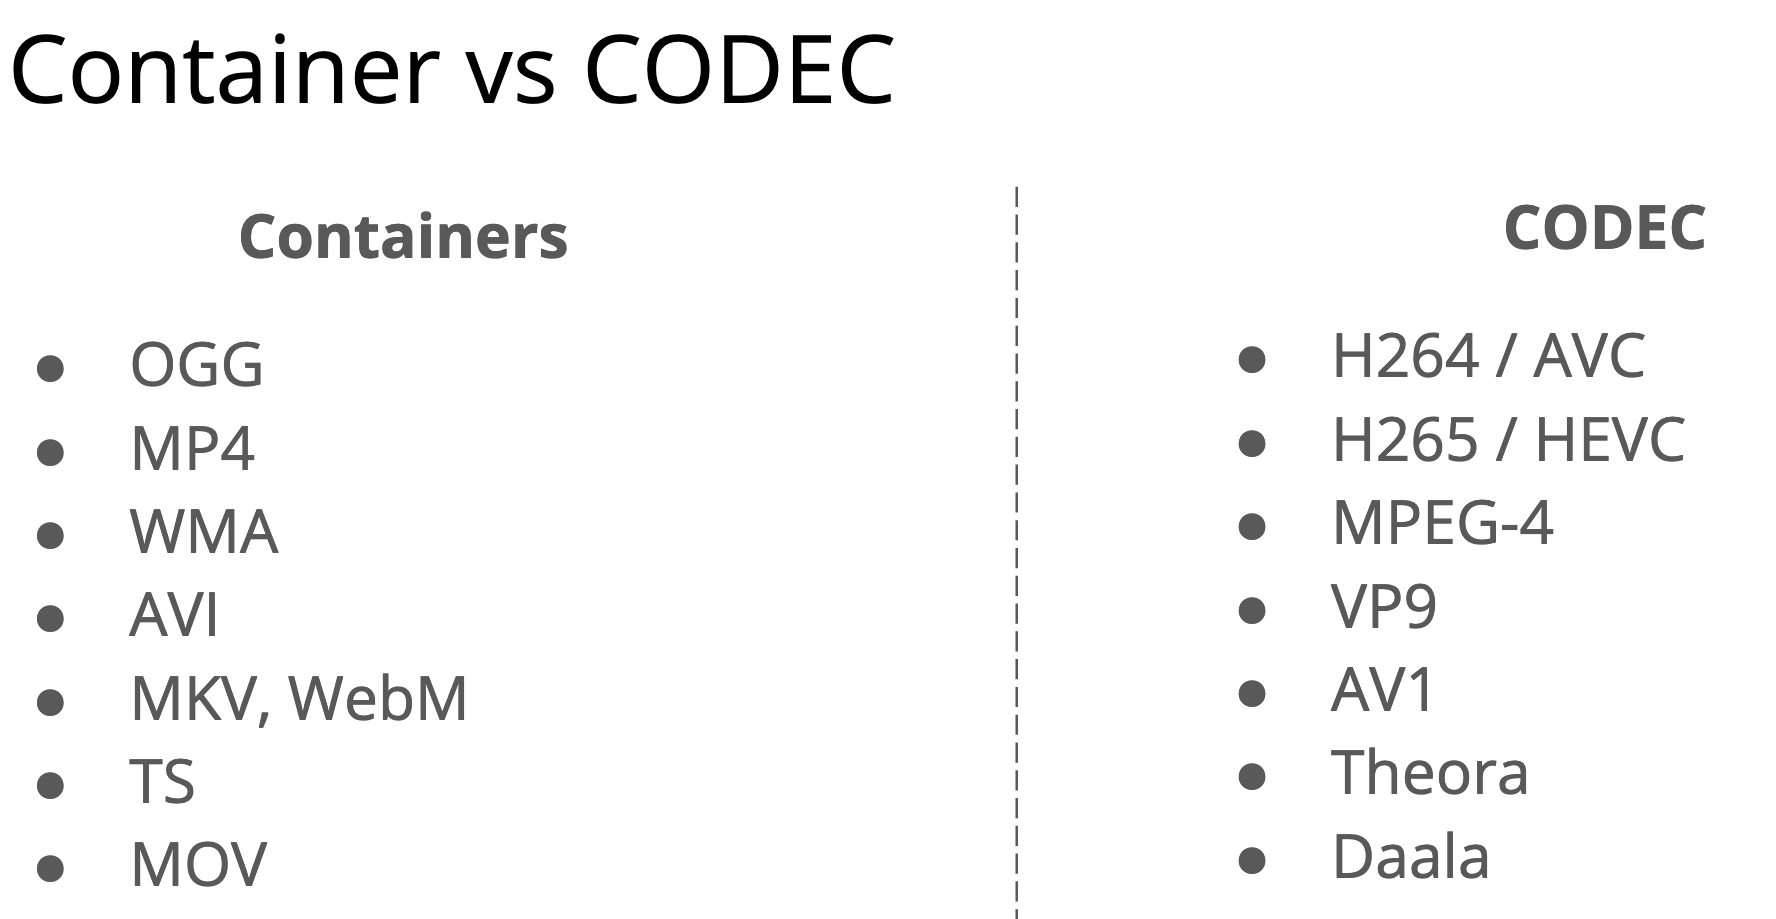 Container vs CODEC
Containers
● OGG
● MP4
● WMA
● AVI
● MKV, WebM
● TS
● MOV
CODEC
● H264 / AVC
● H265 / HEVC
● MPEG-4
● VP9
● AV1
● Theora
● Daala